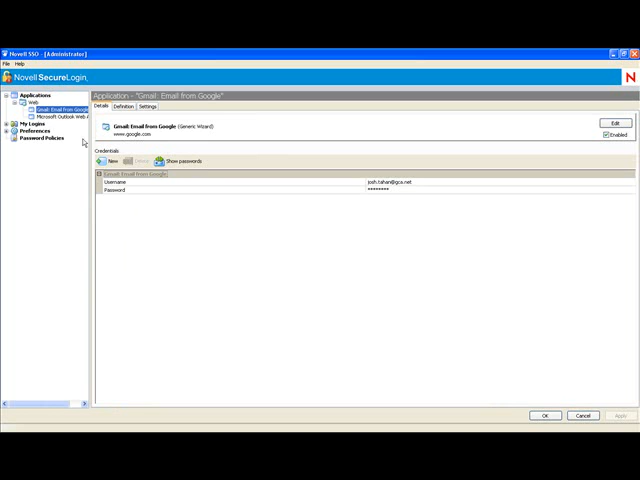 Novell SSO - [Administrator]
File Help
Novell SecureLogin
N
Applications
Web
Gmail: Email from Google
Microsoft Outlook Web A
My Logins
Preferences
Password Policies
Application - "Gmail: Email from Google"
Details Definition Settings
Gmail: Email from Google (Generic Wizard)
www.google.com
Edit
Enabled
Credentials
New Delete Show passwords
Gmail: Email from Google
Username josh.tahan@gca.net
Password ********
OK Cancel Apply